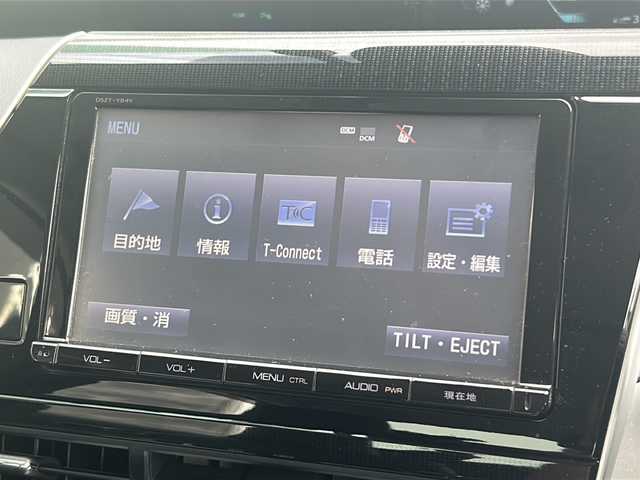 DSZT-YB4Y
MENU
DCM
DCM
目的地
情報
T-Connect
電話
設定・編集
画質・消
TILT・EJECT
VOL−
VOL+
MENU CTRL
AUDIO PWR
現在地